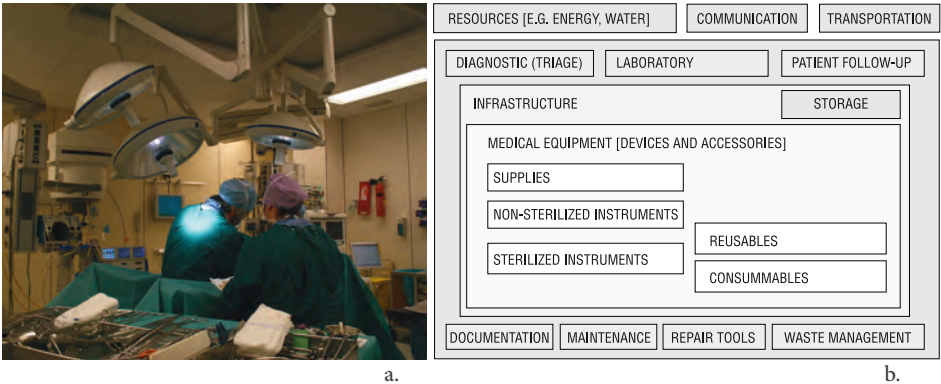 RESOURCES [E.G. ENERGY, WATER]
COMMUNICATION
TRANSPORTATION
DIAGNOSTIC (TRIAGE)
LABORATORY
PATIENT FOLLOW-UP
INFRASTRUCTURE
STORAGE
MEDICAL EQUIPMENT [DEVICES AND ACCESSORIES]
SUPPLIES
NON-STERILIZED INSTRUMENTS
STERILIZED INSTRUMENTS
REUSABLES
CONSUMMABLES
DOCUMENTATION
MAINTENANCE
REPAIR TOOLS
WASTE MANAGEMENT
a.
b.